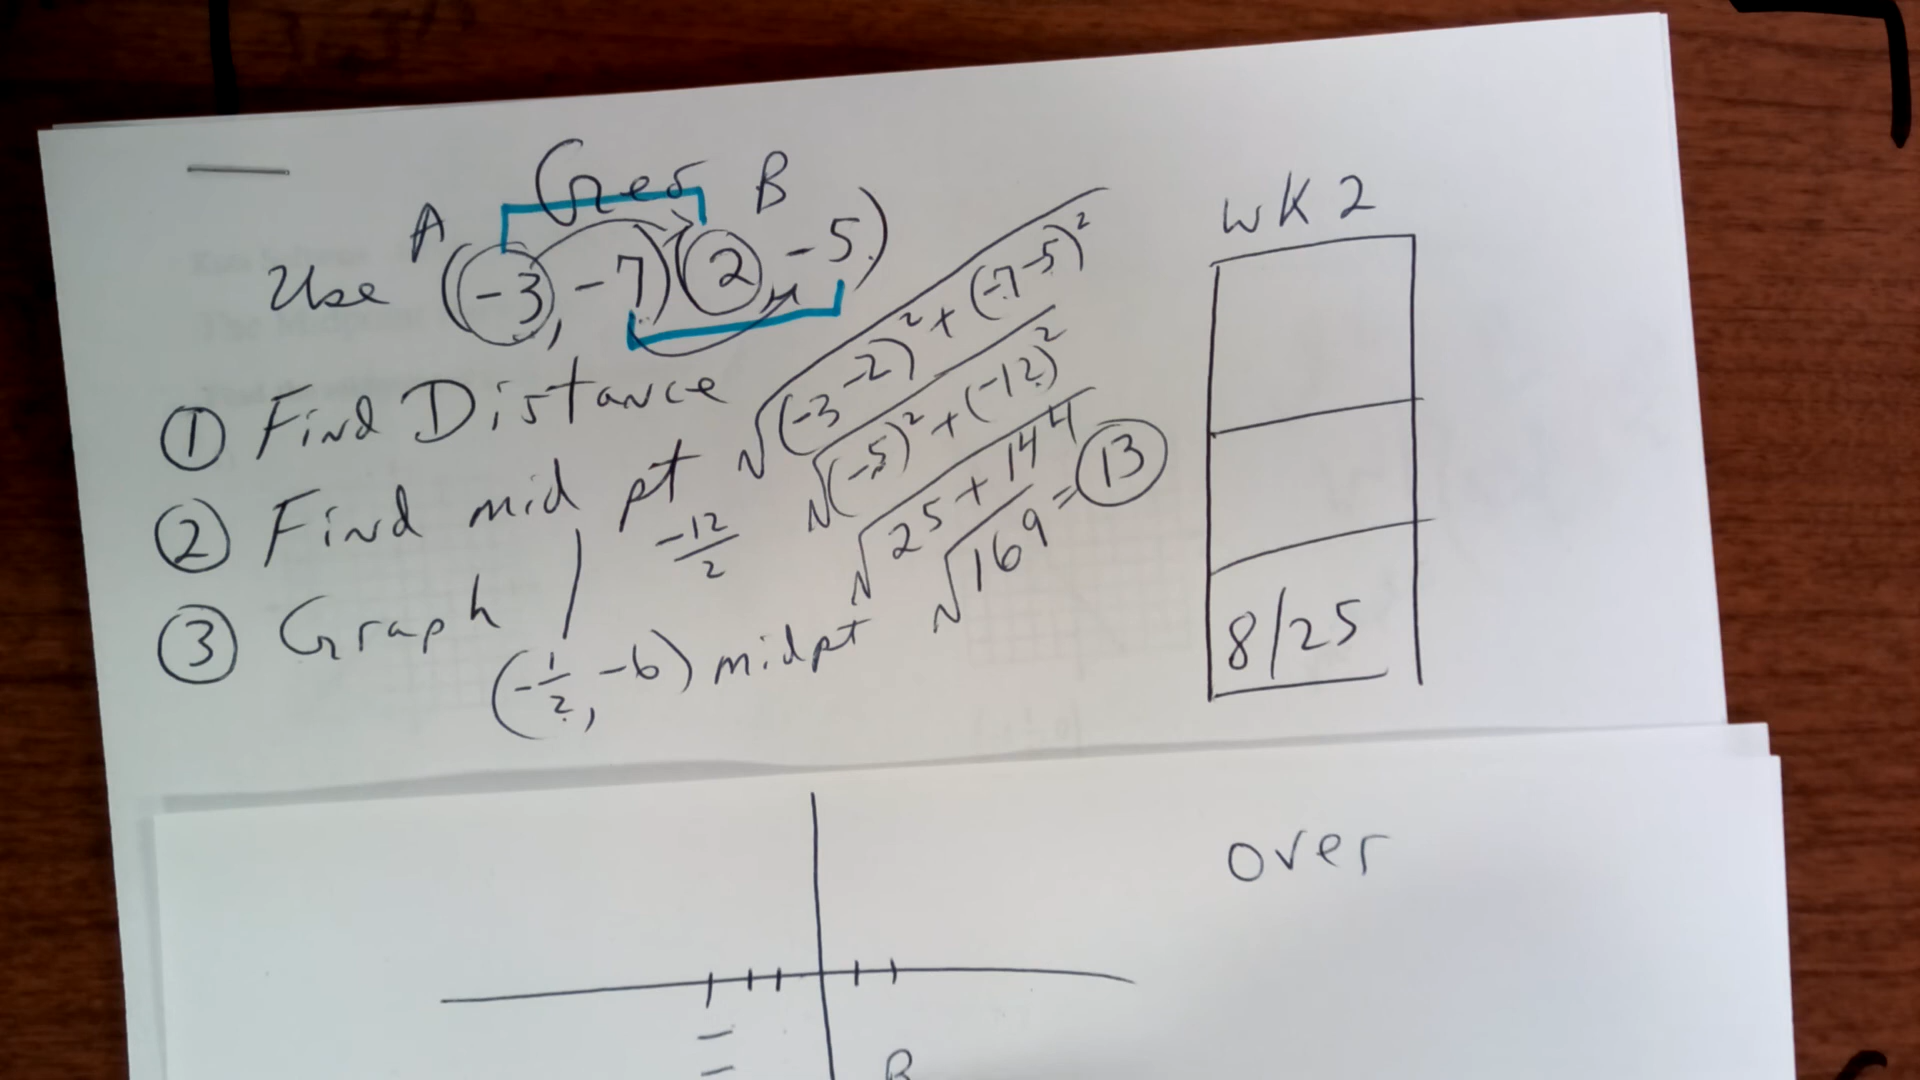 Geo
A B
Use (-3, -7) (2, -5)
① Find Distance
√(-3 -2)² + (-7-5)²
√(-5)² + (-12)²
√25 + 144
√169 = 13
② Find mid pt
-12/2
③ Graph
(-1/2, -6) midpt
wk 2
8/25
over
B